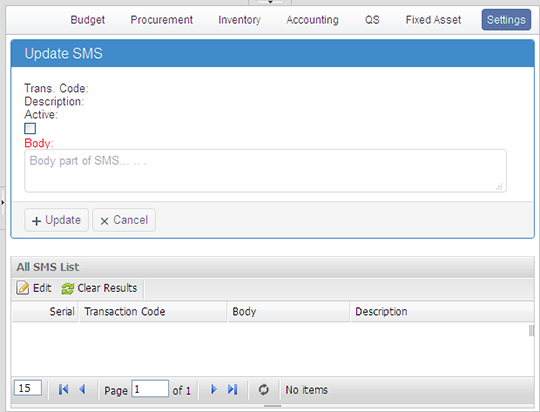 Budget Procurement Inventory Accounting QS Fixed Asset Settings
Update SMS
Trans. Code:
Description:
Active:
Body:
Body part of SMS... .. .
+ Update × Cancel
All SMS List
Edit Clear Results
Serial Transaction Code Body Description
15 Page 1 of 1 No items